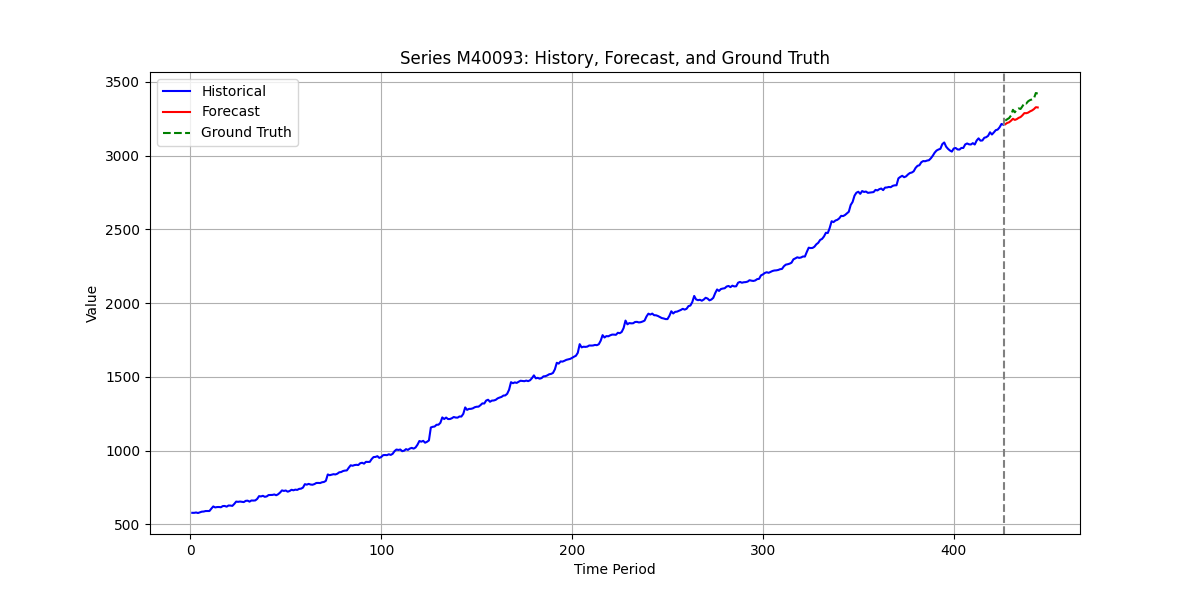 Series M40093: History, Forecast, and Ground Truth
Historical
Forecast
Ground Truth
3500
3000
2500
2000
1500
1000
500
Value
0
100
200
300
400
Time Period